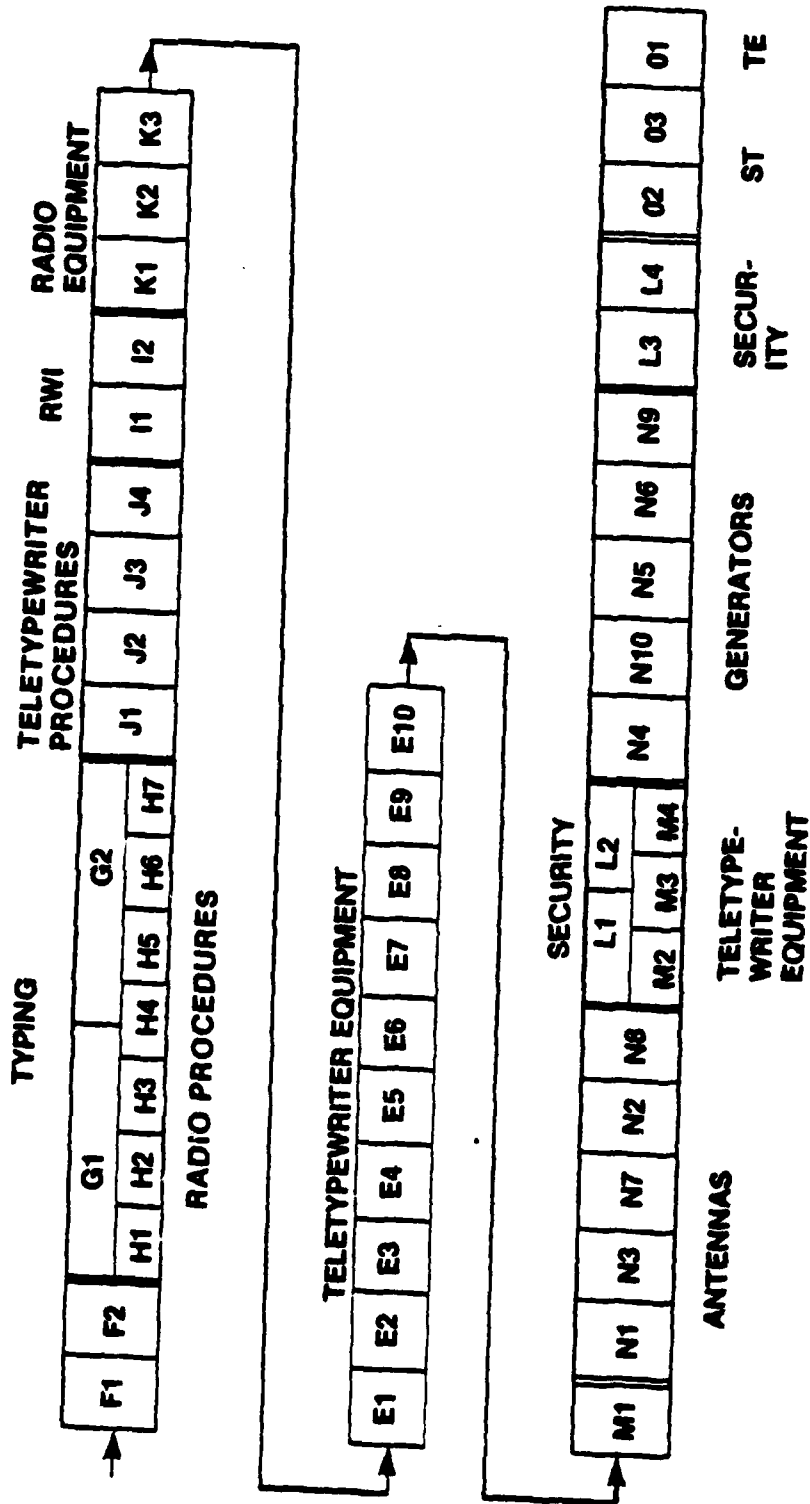 TYPING
TELETYPEWRITER
PROCEDURES
RWI
RADIO
EQUIPMENT
F1 F2 G1 G2 J1 J2 J3 J4 I1 I2 K1 K2 K3
H1 H2 H3 H4 H5 H6 H7
RADIO PROCEDURES
TELETYPEWRITER EQUIPMENT
E1 E2 E3 E4 E5 E6 E7 E8 E9 E10
SECURITY
M1 N1 N3 N7 N2 N8 L1 L2 N4 N10 N5 N6 N9 L3 L4 02 03 01
M2 M3 M4
ANTENNAS
TELETYPE-
WRITER
EQUIPMENT
GENERATORS
SECUR-
ITY
ST
TE